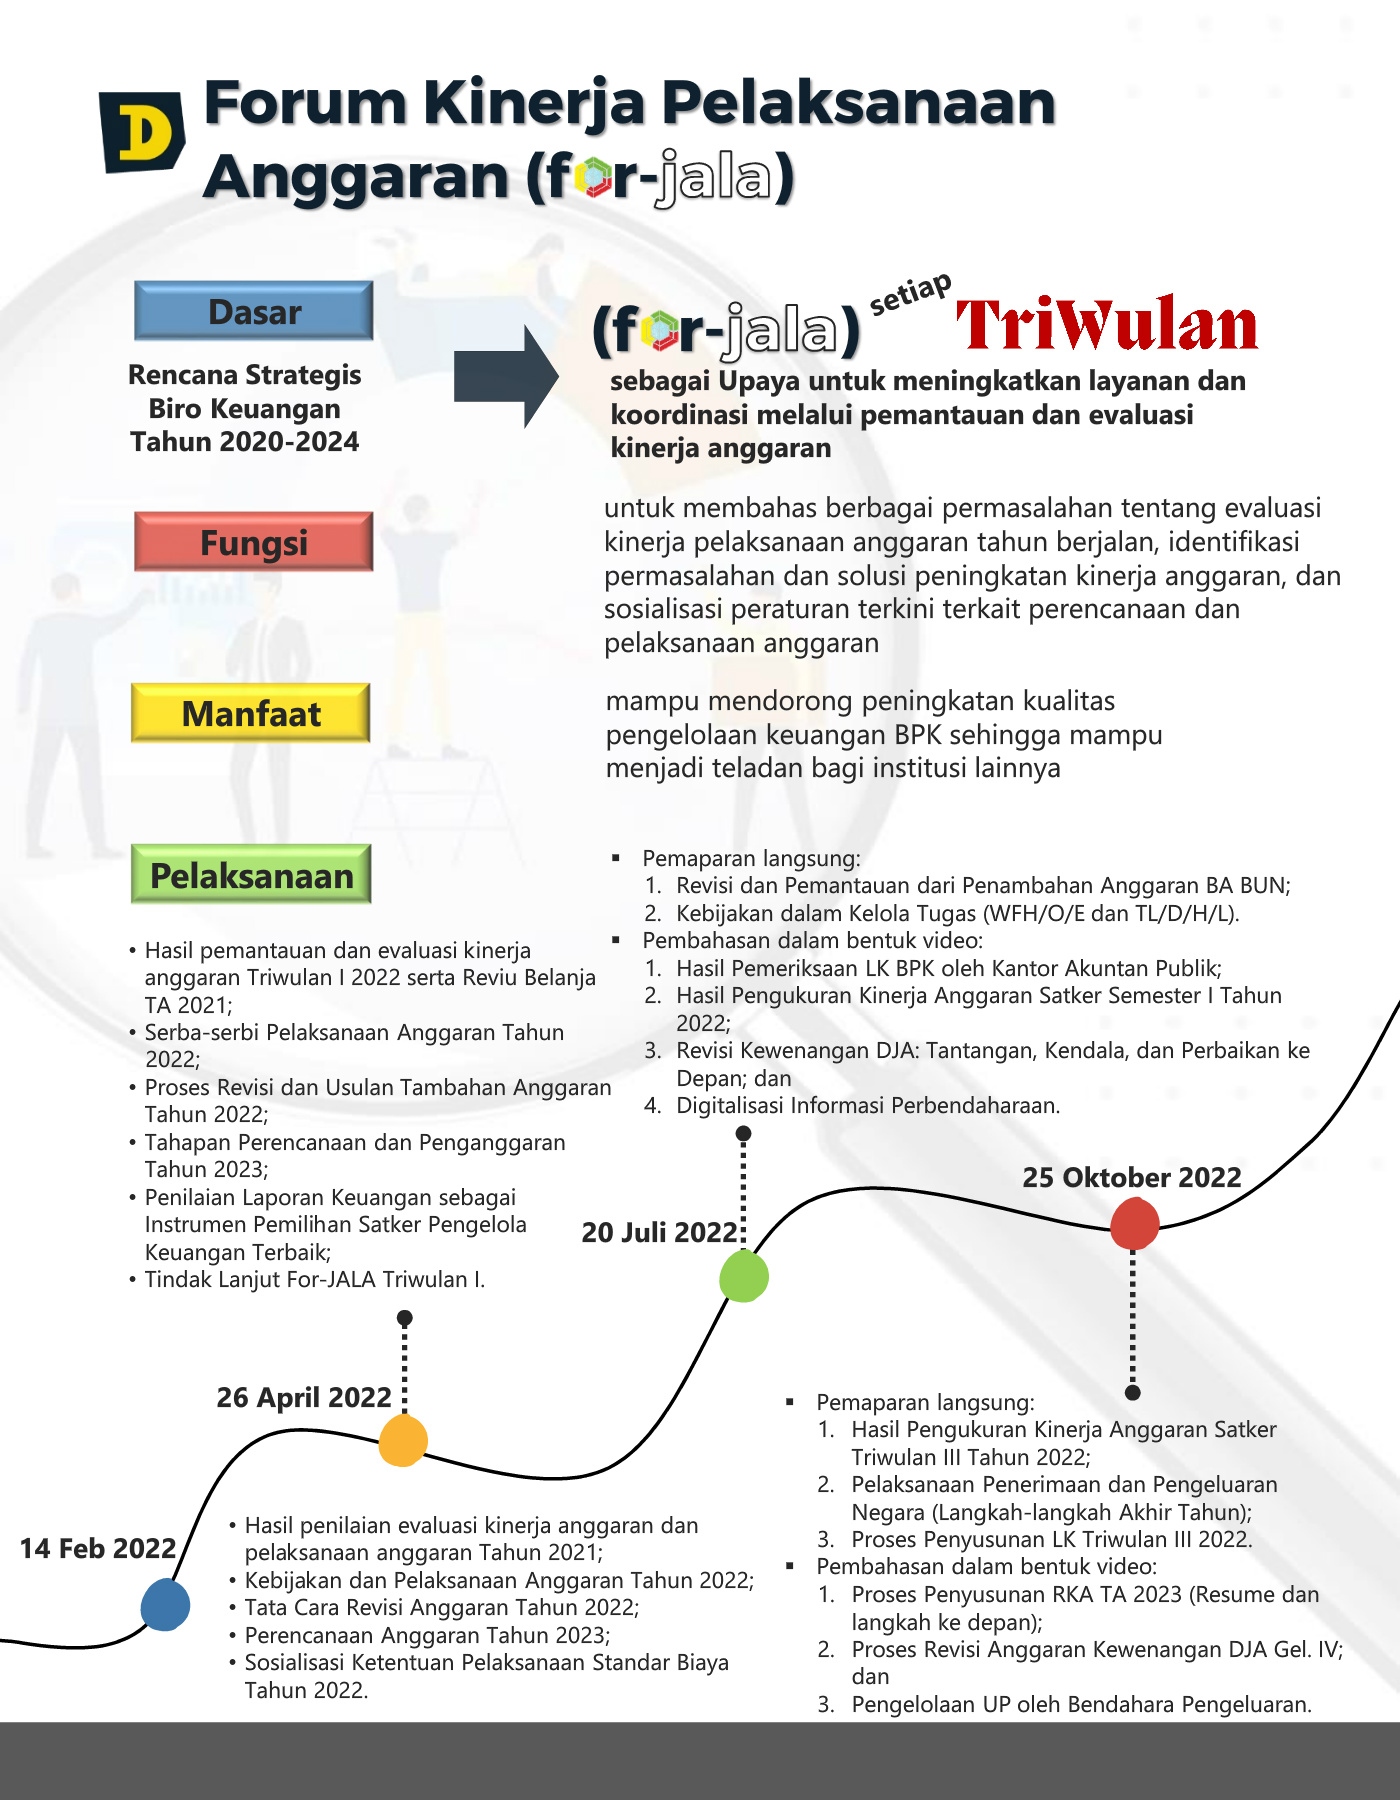 D
Forum Kinerja Pelaksanaan
Anggaran (for-jala)
Dasar
Rencana Strategis
Biro Keuangan
Tahun 2020-2024
(for-jala) setiap TriWulan
sebagai Upaya untuk meningkatkan layanan dan
koordinasi melalui pemantauan dan evaluasi
kinerja anggaran
Fungsi
untuk membahas berbagai permasalahan tentang evaluasi
kinerja pelaksanaan anggaran tahun berjalan, identifikasi
permasalahan dan solusi peningkatan kinerja anggaran, dan
sosialisasi peraturan terkini terkait perencanaan dan
pelaksanaan anggaran
Manfaat
mampu mendorong peningkatan kualitas
pengelolaan keuangan BPK sehingga mampu
menjadi teladan bagi institusi lainnya
Pelaksanaan
• Hasil pemantauan dan evaluasi kinerja
anggaran Triwulan I 2022 serta Reviu Belanja
TA 2021;
• Serba-serbi Pelaksanaan Anggaran Tahun
2022;
• Proses Revisi dan Usulan Tambahan Anggaran
Tahun 2022;
• Tahapan Perencanaan dan Penganggaran
Tahun 2023;
• Penilaian Laporan Keuangan sebagai
Instrumen Pemilihan Satker Pengelola
Keuangan Terbaik;
• Tindak Lanjut For-JALA Triwulan I.
▪ Pemaparan langsung:
1. Revisi dan Pemantauan dari Penambahan Anggaran BA BUN;
2. Kebijakan dalam Kelola Tugas (WFH/O/E dan TL/D/H/L).
▪ Pembahasan dalam bentuk video:
1. Hasil Pemeriksaan LK BPK oleh Kantor Akuntan Publik;
2. Hasil Pengukuran Kinerja Anggaran Satker Semester I Tahun
2022;
3. Revisi Kewenangan DJA: Tantangan, Kendala, dan Perbaikan ke
Depan; dan
4. Digitalisasi Informasi Perbendaharaan.
25 Oktober 2022
20 Juli 2022
26 April 2022
14 Feb 2022
• Hasil penilaian evaluasi kinerja anggaran dan
pelaksanaan anggaran Tahun 2021;
• Kebijakan dan Pelaksanaan Anggaran Tahun 2022;
• Tata Cara Revisi Anggaran Tahun 2022;
• Perencanaan Anggaran Tahun 2023;
• Sosialisasi Ketentuan Pelaksanaan Standar Biaya
Tahun 2022.
▪ Pemaparan langsung:
1. Hasil Pengukuran Kinerja Anggaran Satker
Triwulan III Tahun 2022;
2. Pelaksanaan Penerimaan dan Pengeluaran
Negara (Langkah-langkah Akhir Tahun);
3. Proses Penyusunan LK Triwulan III 2022.
▪ Pembahasan dalam bentuk video:
1. Proses Penyusunan RKA TA 2023 (Resume dan
langkah ke depan);
2. Proses Revisi Anggaran Kewenangan DJA Gel. IV;
dan
3. Pengelolaan UP oleh Bendahara Pengeluaran.